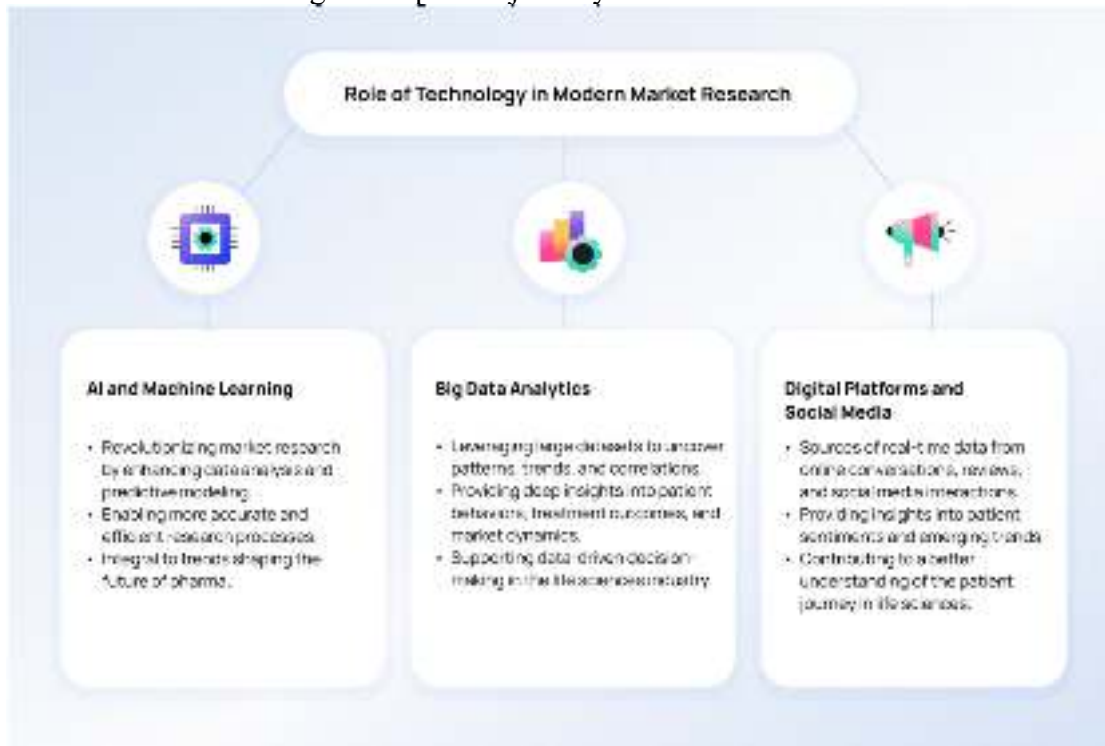 Role of Technology in Modern Market Research
AI and Machine Learning
• Revolutionizing market research
by enhancing data analysis and
predictive modeling.
• Enabling more accurate and
efficient research processes.
• Integral to trends shaping the
future of pharma.
Big Data Analytics
• Leveraging large datasets to uncover
patterns, trends, and correlations.
• Providing deep insights into patient
behaviors, treatment outcomes, and
market dynamics.
• Supporting data-driven decision-
making in the life sciences industry
Digital Platforms and
Social Media
• Sources of real-time data from
online conversations, reviews,
and social media interactions.
• Providing insights into patient
sentiments and emerging trends
• Contributing to a better
understanding of the patient
journey in life sciences.